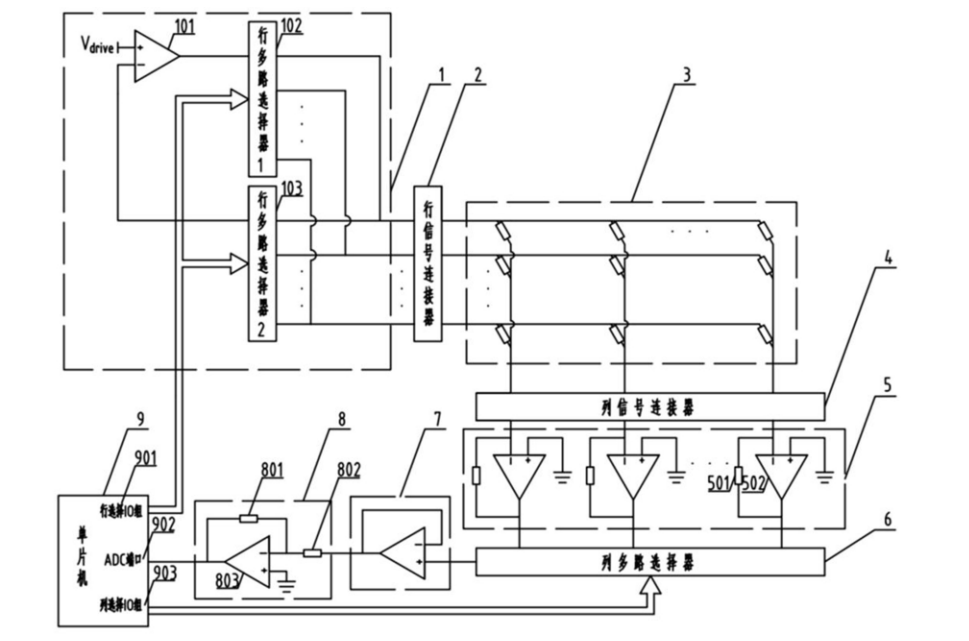 101
102
Vdrive
+
−
行多路选择器1
1
2
3
103
行多路选择器2
行信号连接器
4
列信号连接器
5
9
901
8
7
801
802
501
502
行选择IO组
902
单片机
ADC端口
803
6
列多路选择器
903
列选择IO组